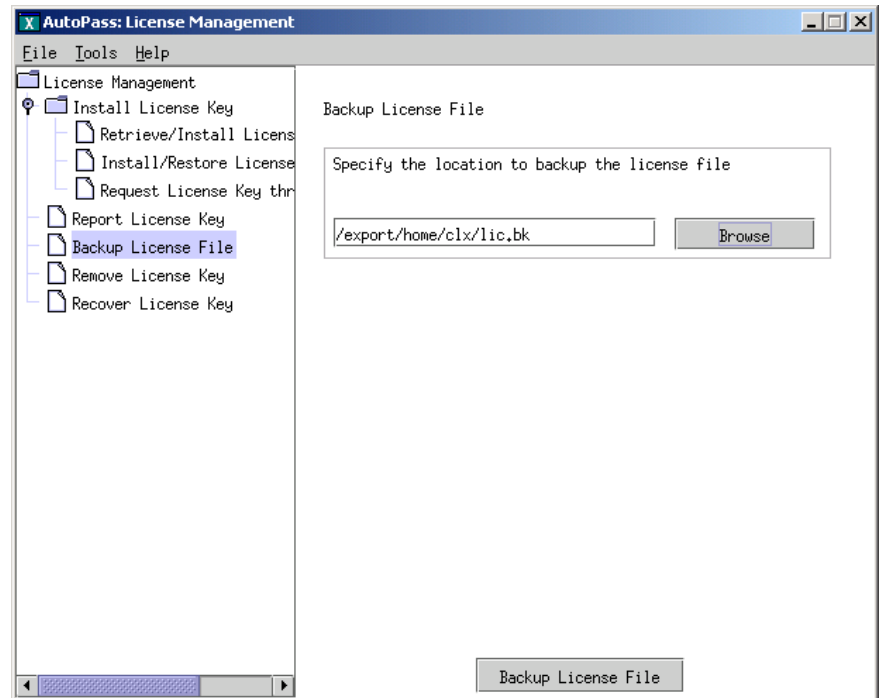 AutoPass: License Management
File Tools Help
License Management
Install License Key
Retrieve/Install Licens
Install/Restore License
Request License Key thr
Report License Key
Backup License File
Remove License Key
Recover License Key
Backup License File
Specify the location to backup the license file
/export/home/clx/lic.bk
Browse
Backup License File